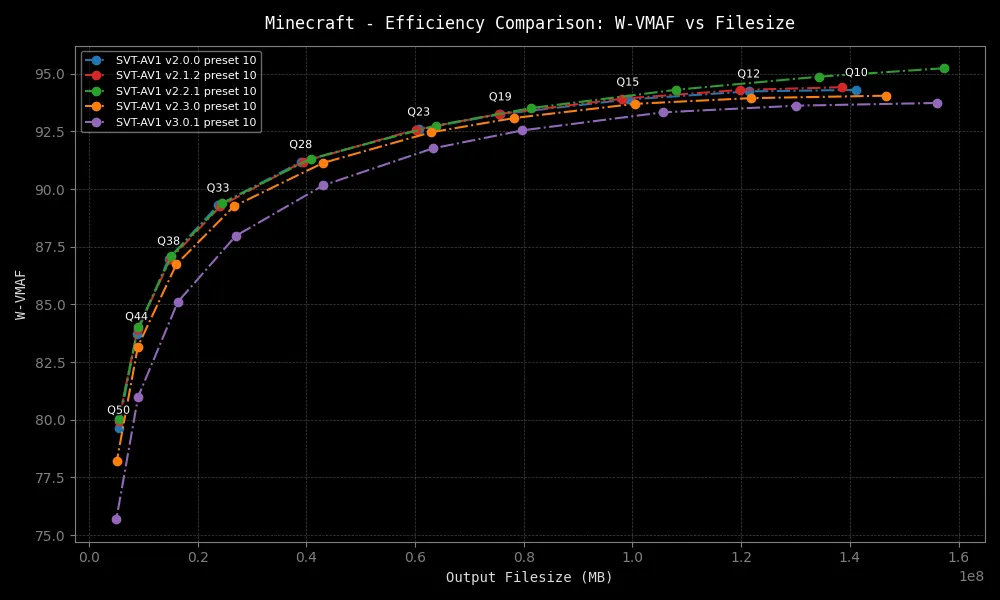 Minecraft - Efficiency Comparison: W-VMAF vs Filesize
SVT-AV1 v2.0.0 preset 10
SVT-AV1 v2.1.2 preset 10
SVT-AV1 v2.2.1 preset 10
SVT-AV1 v2.3.0 preset 10
SVT-AV1 v3.0.1 preset 10
95.0
92.5
90.0
87.5
85.0
82.5
80.0
77.5
75.0
W-VMAF
Q50
Q44
Q38
Q33
Q28
Q23
Q19
Q15
Q12
Q10
0.0 0.2 0.4 0.6 0.8 1.0 1.2 1.4 1.6
1e8
Output Filesize (MB)